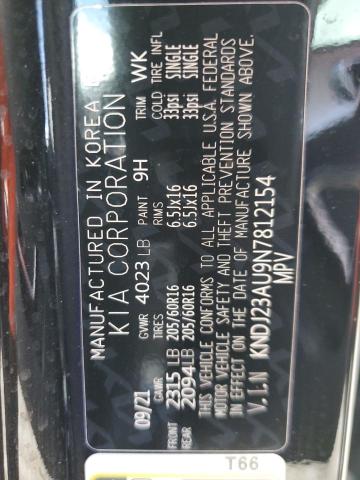 MANUFACTURED IN KOREA
KIA CORPORATION
09/21 GVWR 4023 LB PAINT 9H TRIM WK
GAWR TIRES RIMS COLD TIRE INFL
FRONT 2315 LB 205/60R16 6.5Jx16 33psi SINGLE
REAR 2094 LB 205/60R16 6.5Jx16 33psi SINGLE
THIS VEHICLE CONFORMS TO ALL APPLICABLE U.S.A. FEDERAL
MOTOR VEHICLE SAFETY AND THEFT PREVENTION STANDARDS
IN EFFECT ON THE DATE OF MANUFACTURE SHOWN ABOVE.
V.I.N KNDJ23AU9N7812154
MPV
T66